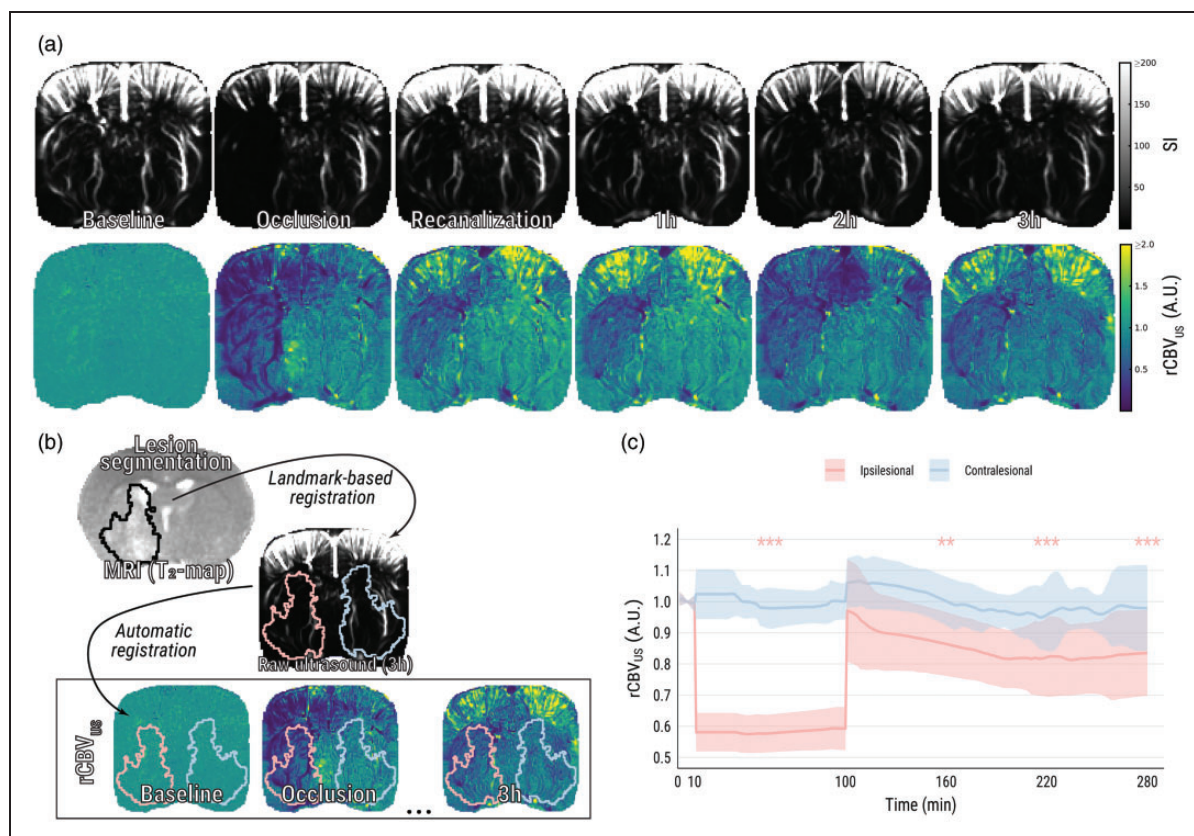 (a)
Baseline
Occlusion
Recanalization
1h
2h
3h
≥200
150
100
50
SI
≥2.0
1.5
1.0
0.5
rCBVUS (A.U.)
(b)
Lesion
segmentation
MRI (T₂-map)
Landmark-based
registration
Raw ultrasound (3h)
Automatic
registration
rCBVUS
Baseline
Occlusion
...
3h
(c)
Ipsilesional
Contralesional
***
**
***
***
1.2
1.1
1.0
0.9
0.8
0.7
0.6
0.5
rCBVUS (A.U.)
0 10 100 160 220 280
Time (min)